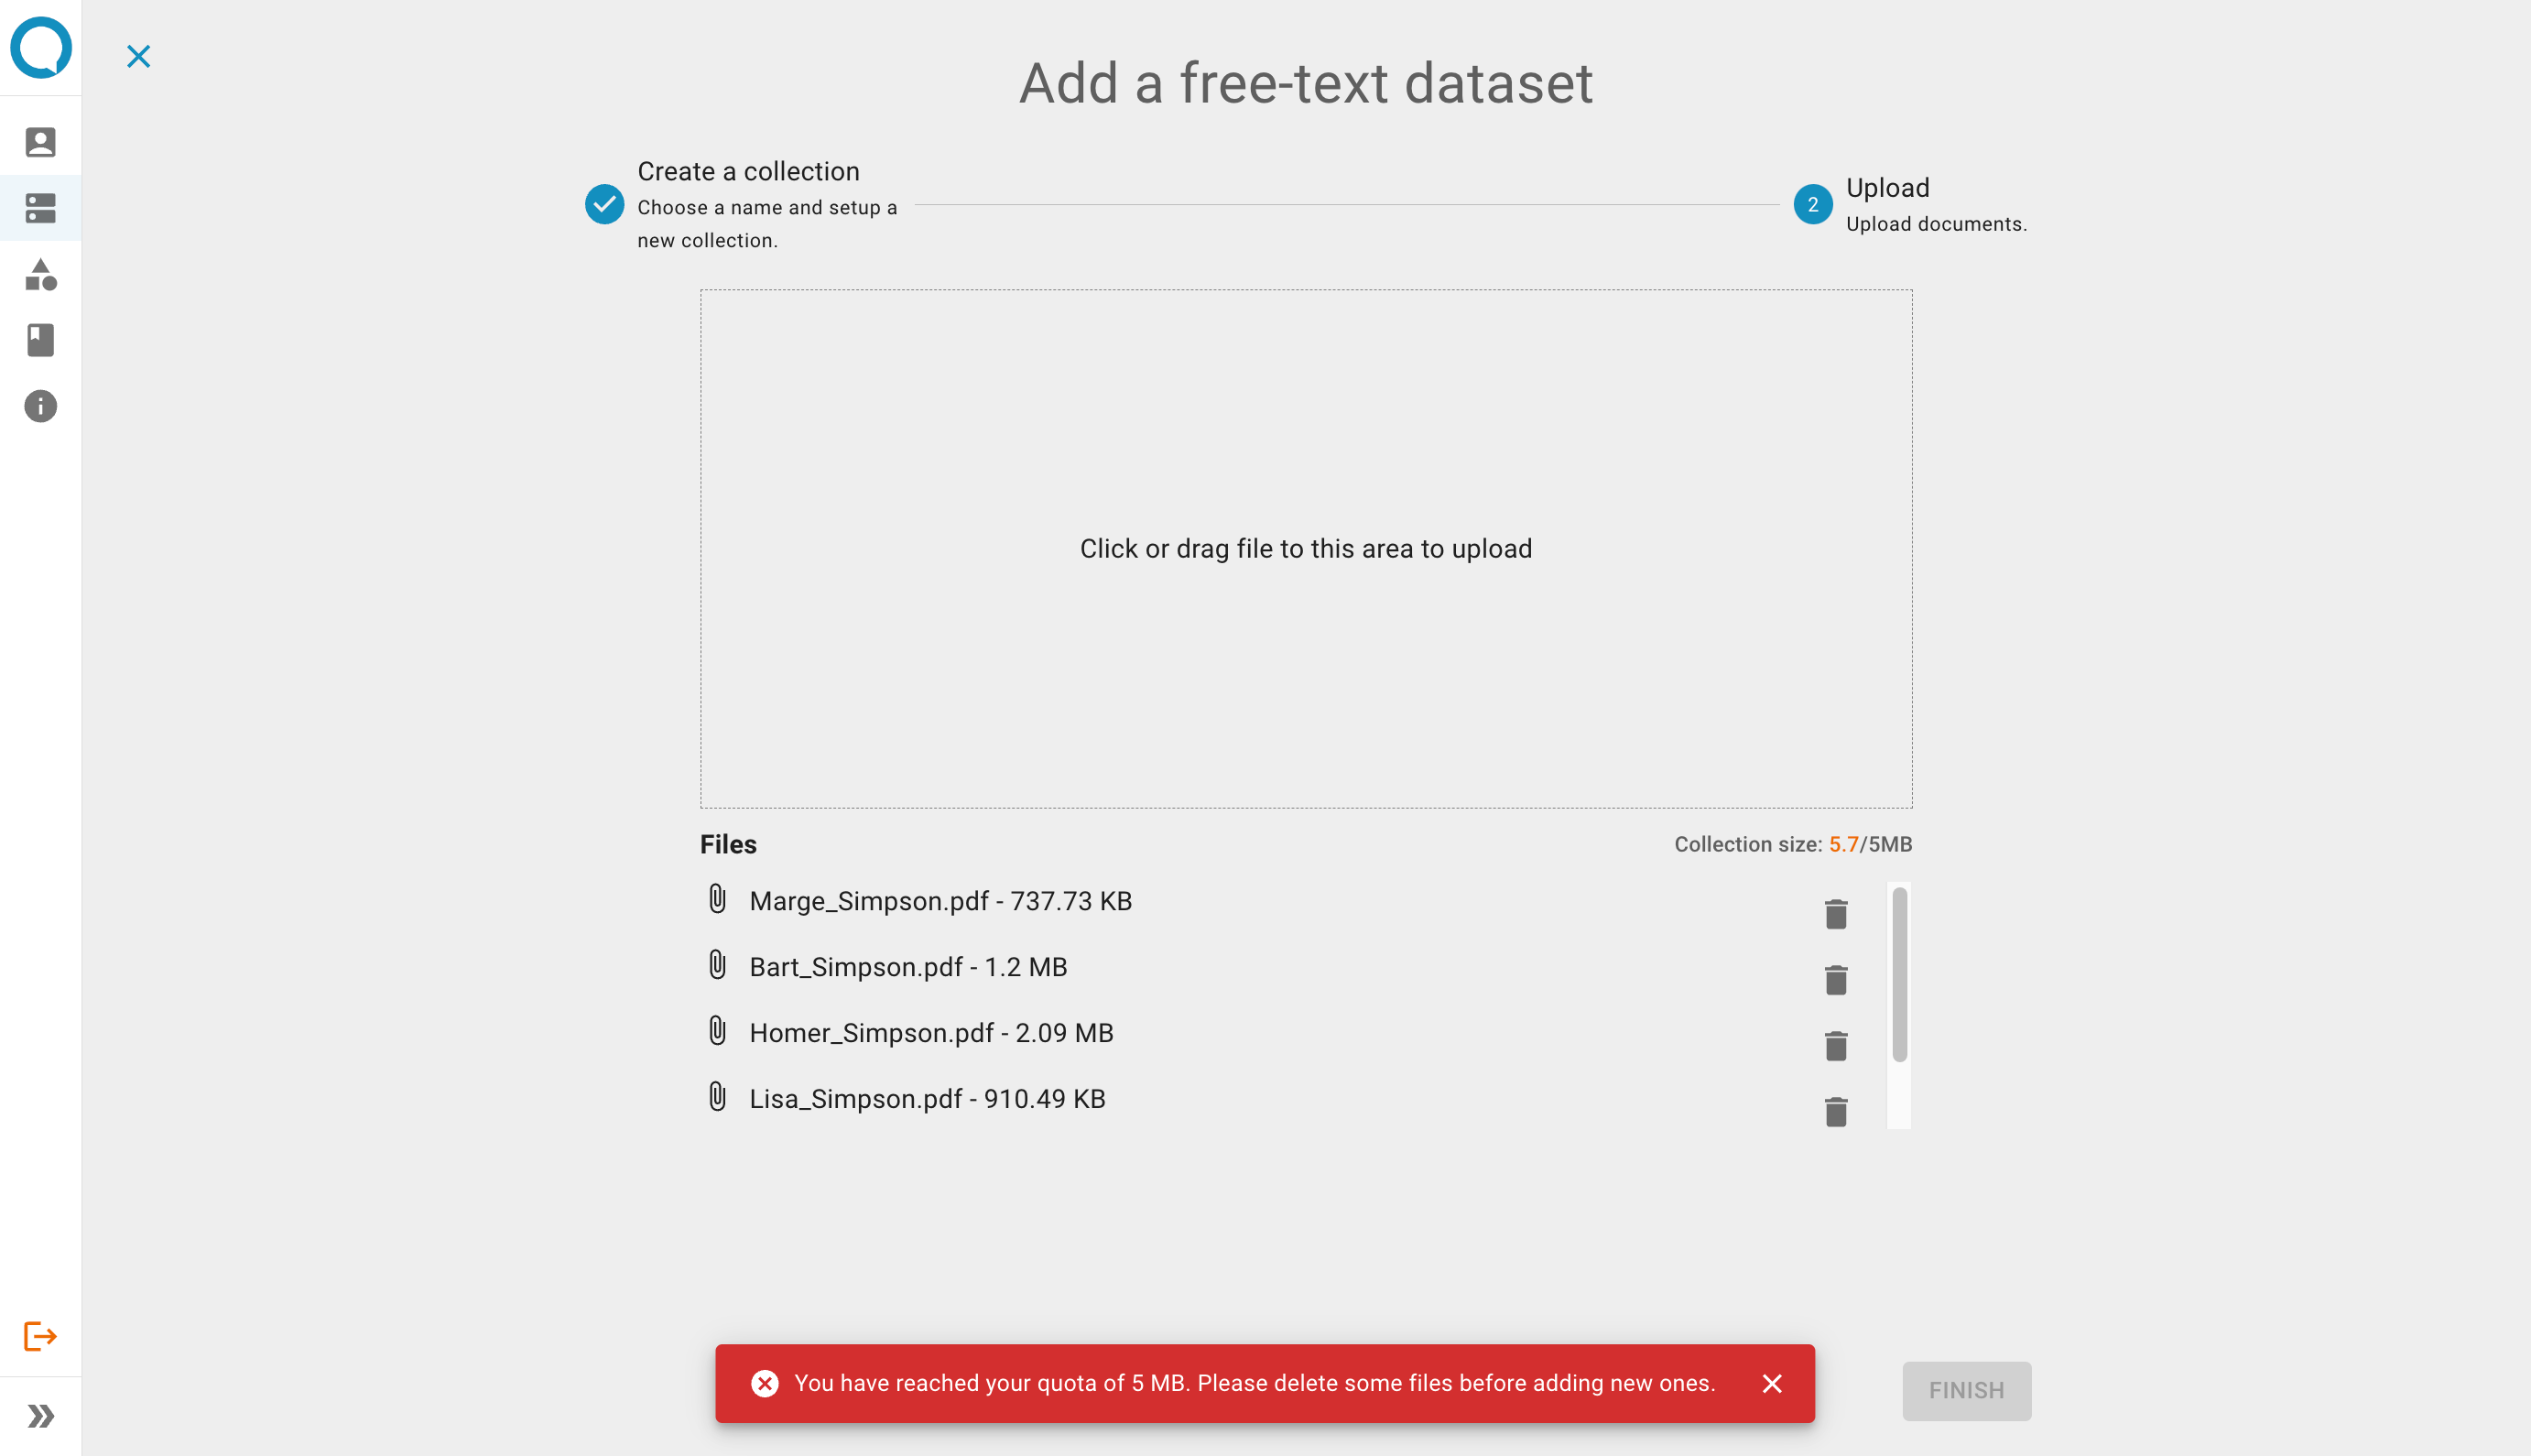 Add a free-text dataset
Create a collection
Choose a name and setup a
new collection.
2
Upload
Upload documents.
Click or drag file to this area to upload
Files
Collection size: 5.7/5MB
Marge_Simpson.pdf - 737.73 KB
Bart_Simpson.pdf - 1.2 MB
Homer_Simpson.pdf - 2.09 MB
Lisa_Simpson.pdf - 910.49 KB
You have reached your quota of 5 MB. Please delete some files before adding new ones.
FINISH